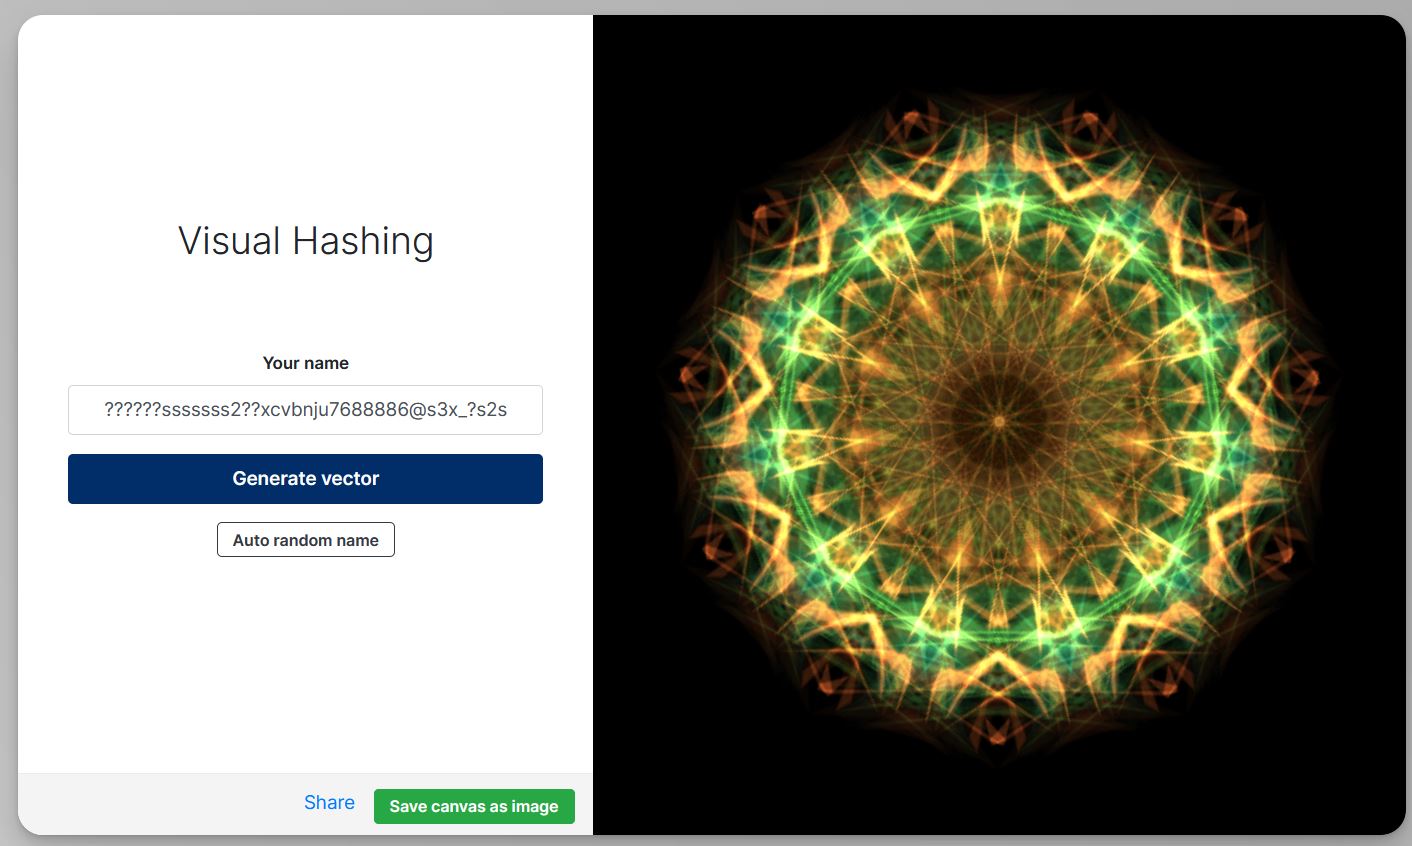 Visual Hashing
Your name
??????sssssss2??xcvbnju7688886@s3x_?s2s
Generate vector
Auto random name
Share
Save canvas as image